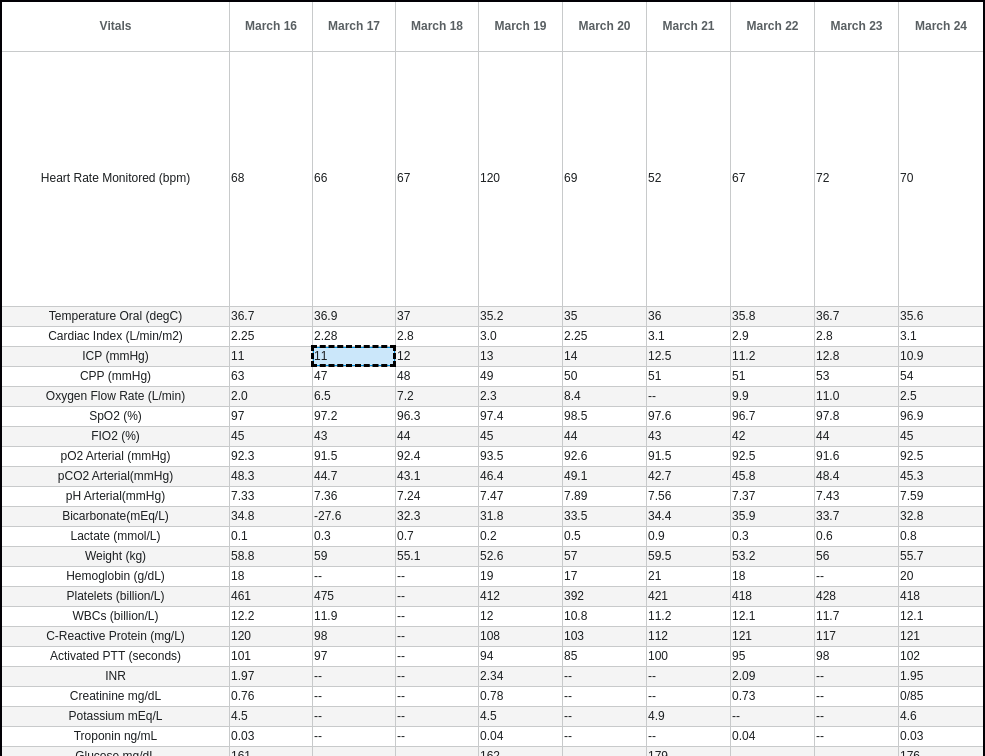 Vitals March 16 March 17 March 18 March 19 March 20 March 21 March 22 March 23 March 24
Heart Rate Monitored (bpm) 68 66 67 120 69 52 67 72 70
Temperature Oral (degC) 36.7 36.9 37 35.2 35 36 35.8 36.7 35.6
Cardiac Index (L/min/m2) 2.25 2.28 2.8 3.0 2.25 3.1 2.9 2.8 3.1
ICP (mmHg) 11 11 12 13 14 12.5 11.2 12.8 10.9
CPP (mmHg) 63 47 48 49 50 51 51 53 54
Oxygen Flow Rate (L/min) 2.0 6.5 7.2 2.3 8.4 -- 9.9 11.0 2.5
SpO2 (%) 97 97.2 96.3 97.4 98.5 97.6 96.7 97.8 96.9
FIO2 (%) 45 43 44 45 44 43 42 44 45
pO2 Arterial (mmHg) 92.3 91.5 92.4 93.5 92.6 91.5 92.5 91.6 92.5
pCO2 Arterial(mmHg) 48.3 44.7 43.1 46.4 49.1 42.7 45.8 48.4 45.3
pH Arterial(mmHg) 7.33 7.36 7.24 7.47 7.89 7.56 7.37 7.43 7.59
Bicarbonate(mEq/L) 34.8 -27.6 32.3 31.8 33.5 34.4 35.9 33.7 32.8
Lactate (mmol/L) 0.1 0.3 0.7 0.2 0.5 0.9 0.3 0.6 0.8
Weight (kg) 58.8 59 55.1 52.6 57 59.5 53.2 56 55.7
Hemoglobin (g/dL) 18 -- -- 19 17 21 18 -- 20
Platelets (billion/L) 461 475 -- 412 392 421 418 428 418
WBCs (billion/L) 12.2 11.9 -- 12 10.8 11.2 12.1 11.7 12.1
C-Reactive Protein (mg/L) 120 98 -- 108 103 112 121 117 121
Activated PTT (seconds) 101 97 -- 94 85 100 95 98 102
INR 1.97 -- -- 2.34 -- -- 2.09 -- 1.95
Creatinine mg/dL 0.76 -- -- 0.78 -- -- 0.73 -- 0/85
Potassium mEq/L 4.5 -- -- 4.5 -- 4.9 -- -- 4.6
Troponin ng/mL 0.03 -- -- 0.04 -- -- 0.04 -- 0.03
Glucose mg/dL 161 162 179 176